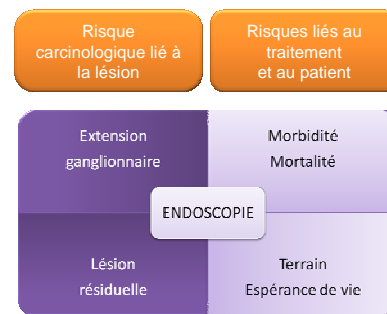 Risque
carcinologique lié à
la lésion
Risques liés au
traitement
et au patient
Extension
ganglionnaire
Morbidité
Mortalité
ENDOSCOPIE
Lésion
résiduelle
Terrain
Espérance de vie